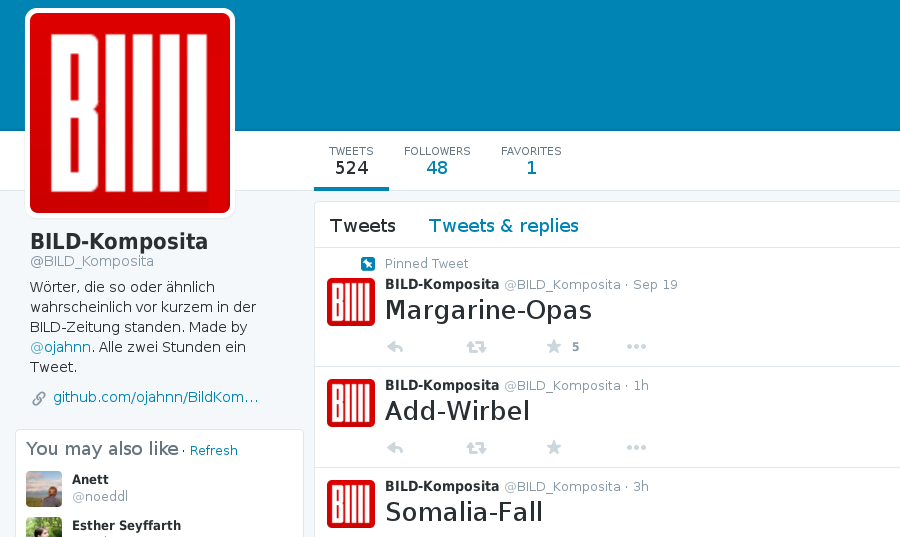 BIIII
TWEETS
FOLLOWERS
FAVORITES
524
48
1
BILD-Komposita
@BILD_Komposita
Wörter, die so oder ähnlich
wahrscheinlich vor kurzem in der
BILD-Zeitung standen. Made by
@ojahnn. Alle zwei Stunden ein
Tweet.
github.com/ojahnn/BildKom…
You may also like · Refresh
Anett
@noeddl
Esther Seyffarth
Tweets
Tweets & replies
Pinned Tweet
BIIII
BILD-Komposita @BILD_Komposita · Sep 19
Margarine-Opas
5
BIIII
BILD-Komposita @BILD_Komposita · 1h
Add-Wirbel
BIIII
BILD-Komposita @BILD_Komposita · 3h
Somalia-Fall